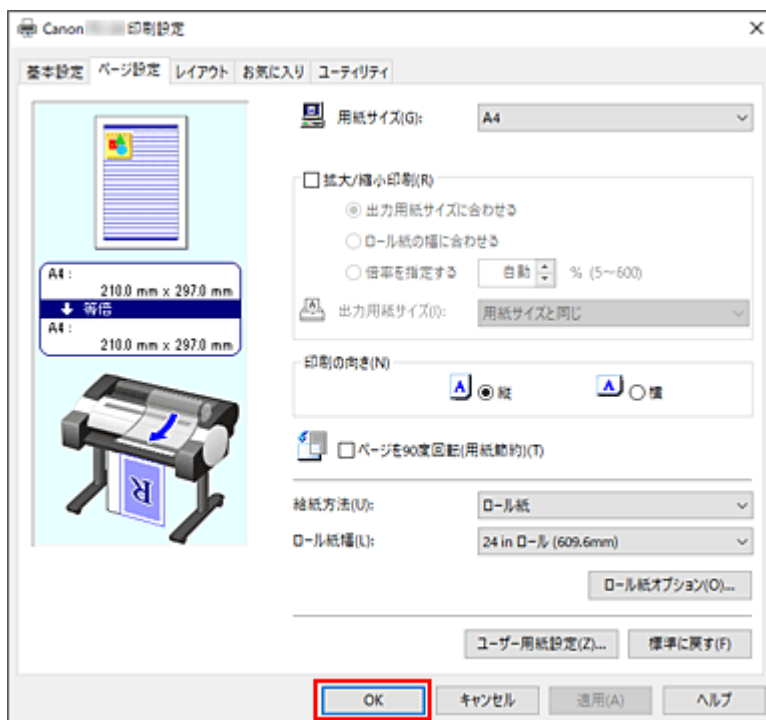 Canon 印刷設定
基本設定 ページ設定 レイアウト お気に入り ユーティリティ
用紙サイズ(G): A4
拡大/縮小印刷(R)
出力用紙サイズに合わせる
ロール紙の幅に合わせる
倍率を指定する 自動 % (5～600)
出力用紙サイズ(I): 用紙サイズと同じ
A4 :
210.0 mm x 297.0 mm
等倍
A4 :
210.0 mm x 297.0 mm
印刷の向き(N)
A 縦 A 横
ページを90度回転(用紙節約)(T)
R
給紙方法(U): ロール紙
ロール紙幅(L): 24 in ロール (609.6mm)
ロール紙オプション(O)...
ユーザー用紙設定(Z)... 標準に戻す(F)
OK キャンセル 適用(A) ヘルプ